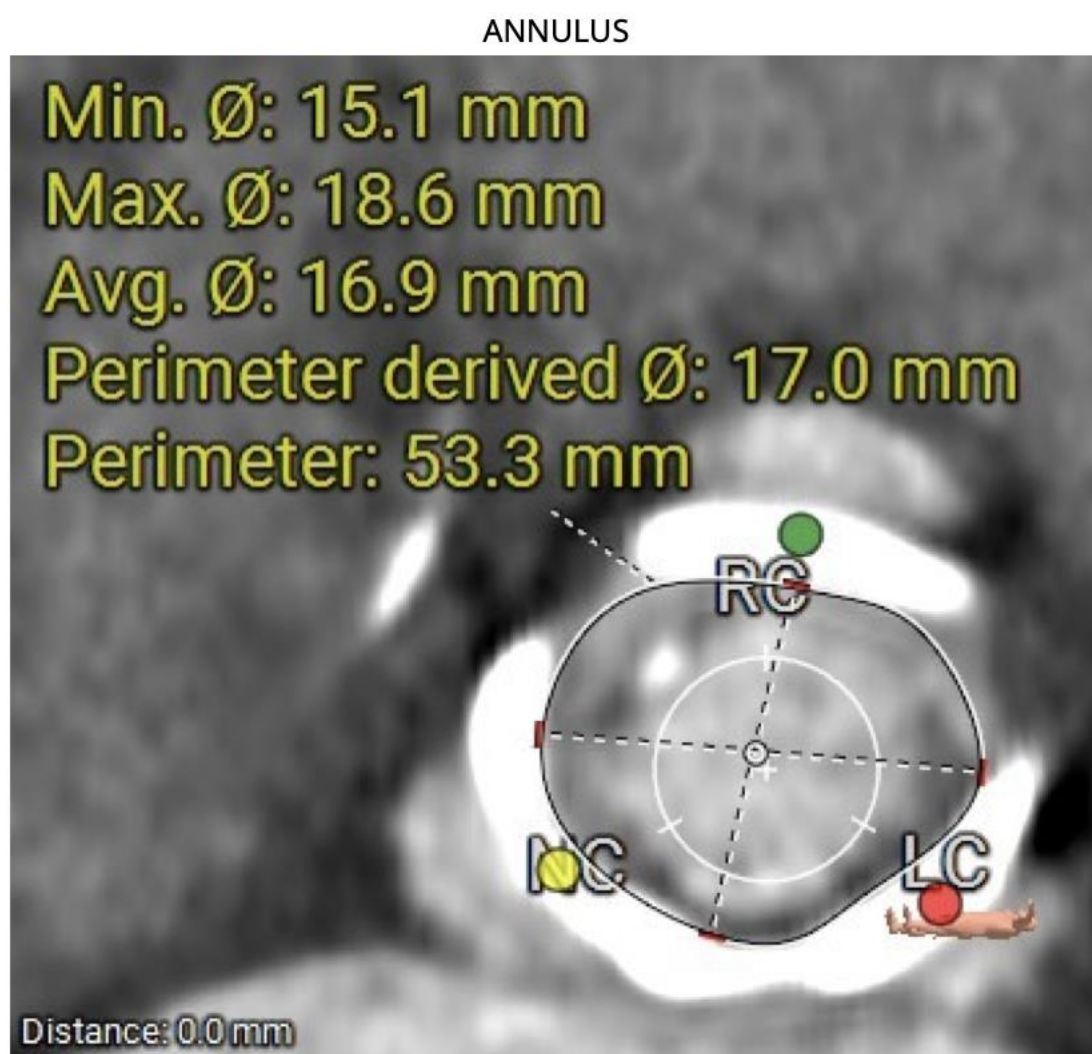 ANNULUS
Min. Ø: 15.1 mm
Max. Ø: 18.6 mm
Avg. Ø: 16.9 mm
Perimeter derived Ø: 17.0 mm
Perimeter: 53.3 mm
RC
NC
LC
Distance: 0.0 mm